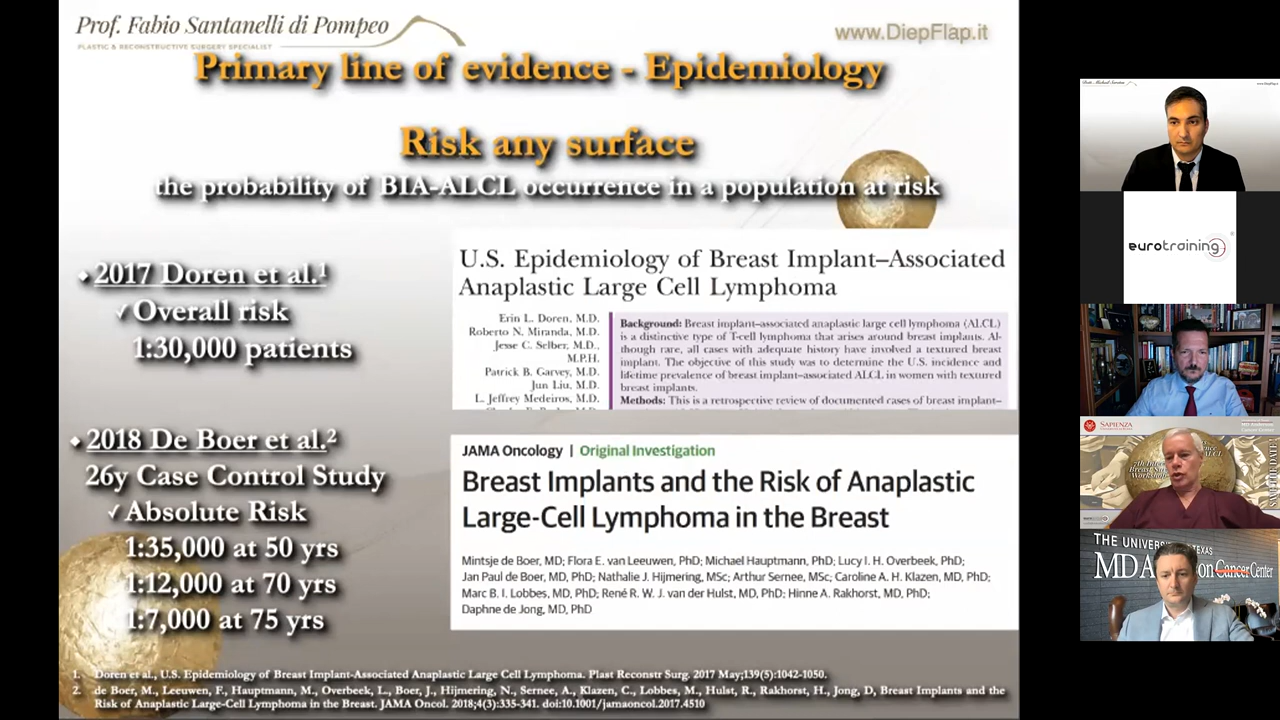 Prof. Fabio Santanelli di Pompeo
PLASTIC & RECONSTRUCTIVE SURGERY SPECIALIST
www.DiepFlap.it
Primary line of evidence - Epidemiology
Risk any surface
the probability of BIA-ALCL occurrence in a population at risk
2017 Doren et al.¹
✓Overall risk
1:30,000 patients
U.S. Epidemiology of Breast Implant–Associated
Anaplastic Large Cell Lymphoma
Erin L. Doren, M.D.
Roberto N. Miranda, M.D.
Jesse C. Selber, M.D.,
M.P.H.
Patrick B. Garvey, M.D.
Jun Liu, M.D.
L. Jeffrey Medeiros, M.D.
Background: Breast implant–associated anaplastic large cell lymphoma (ALCL)
is a distinctive type of T-cell lymphoma that arises around breast implants. Al-
though rare, all cases with adequate history have involved a textured breast
implant. The objective of this study was to determine the U.S. incidence and
lifetime prevalence of breast implant–associated ALCL in women with textured
breast implants.
Methods: This is a retrospective review of documented cases of breast implant–
2018 De Boer et al.²
26y Case Control Study
✓Absolute Risk
1:35,000 at 50 yrs
1:12,000 at 70 yrs
1:7,000 at 75 yrs
JAMA Oncology | Original Investigation
Breast Implants and the Risk of Anaplastic
Large-Cell Lymphoma in the Breast
Mintsje de Boer, MD; Flora E. van Leeuwen, PhD; Michael Hauptmann, PhD; Lucy I. H. Overbeek, PhD;
Jan Paul de Boer, MD, PhD; Nathalie J. Hijmering, MSc; Arthur Sernee, MSc; Caroline A. H. Klazen, MD, PhD;
Marc B. I. Lobbes, MD, PhD; René R. W. J. van der Hulst, MD, PhD; Hinne A. Rakhorst, MD, PhD;
Daphne de Jong, MD, PhD
1. Doren et al., U.S. Epidemiology of Breast Implant-Associated Anaplastic Large Cell Lymphoma. Plast Reconstr Surg. 2017 May;139(5):1042-1050.
2. de Boer, M., Leeuwen, F., Hauptmann, M., Overbeek, L., Boer, J., Hijmering, N., Sernee, A., Klazen, C., Lobbes, M., Hulst, R., Rakhorst, H., Jong, D, Breast Implants and the
Risk of Anaplastic Large-Cell Lymphoma in the Breast. JAMA Oncol. 2018;4(3):335-341. doi:10.1001/jamaoncol.2017.4510
eurotraining
SAPIENZA
THE UNIVERSITY TEXAS
MD A son Cancer Center